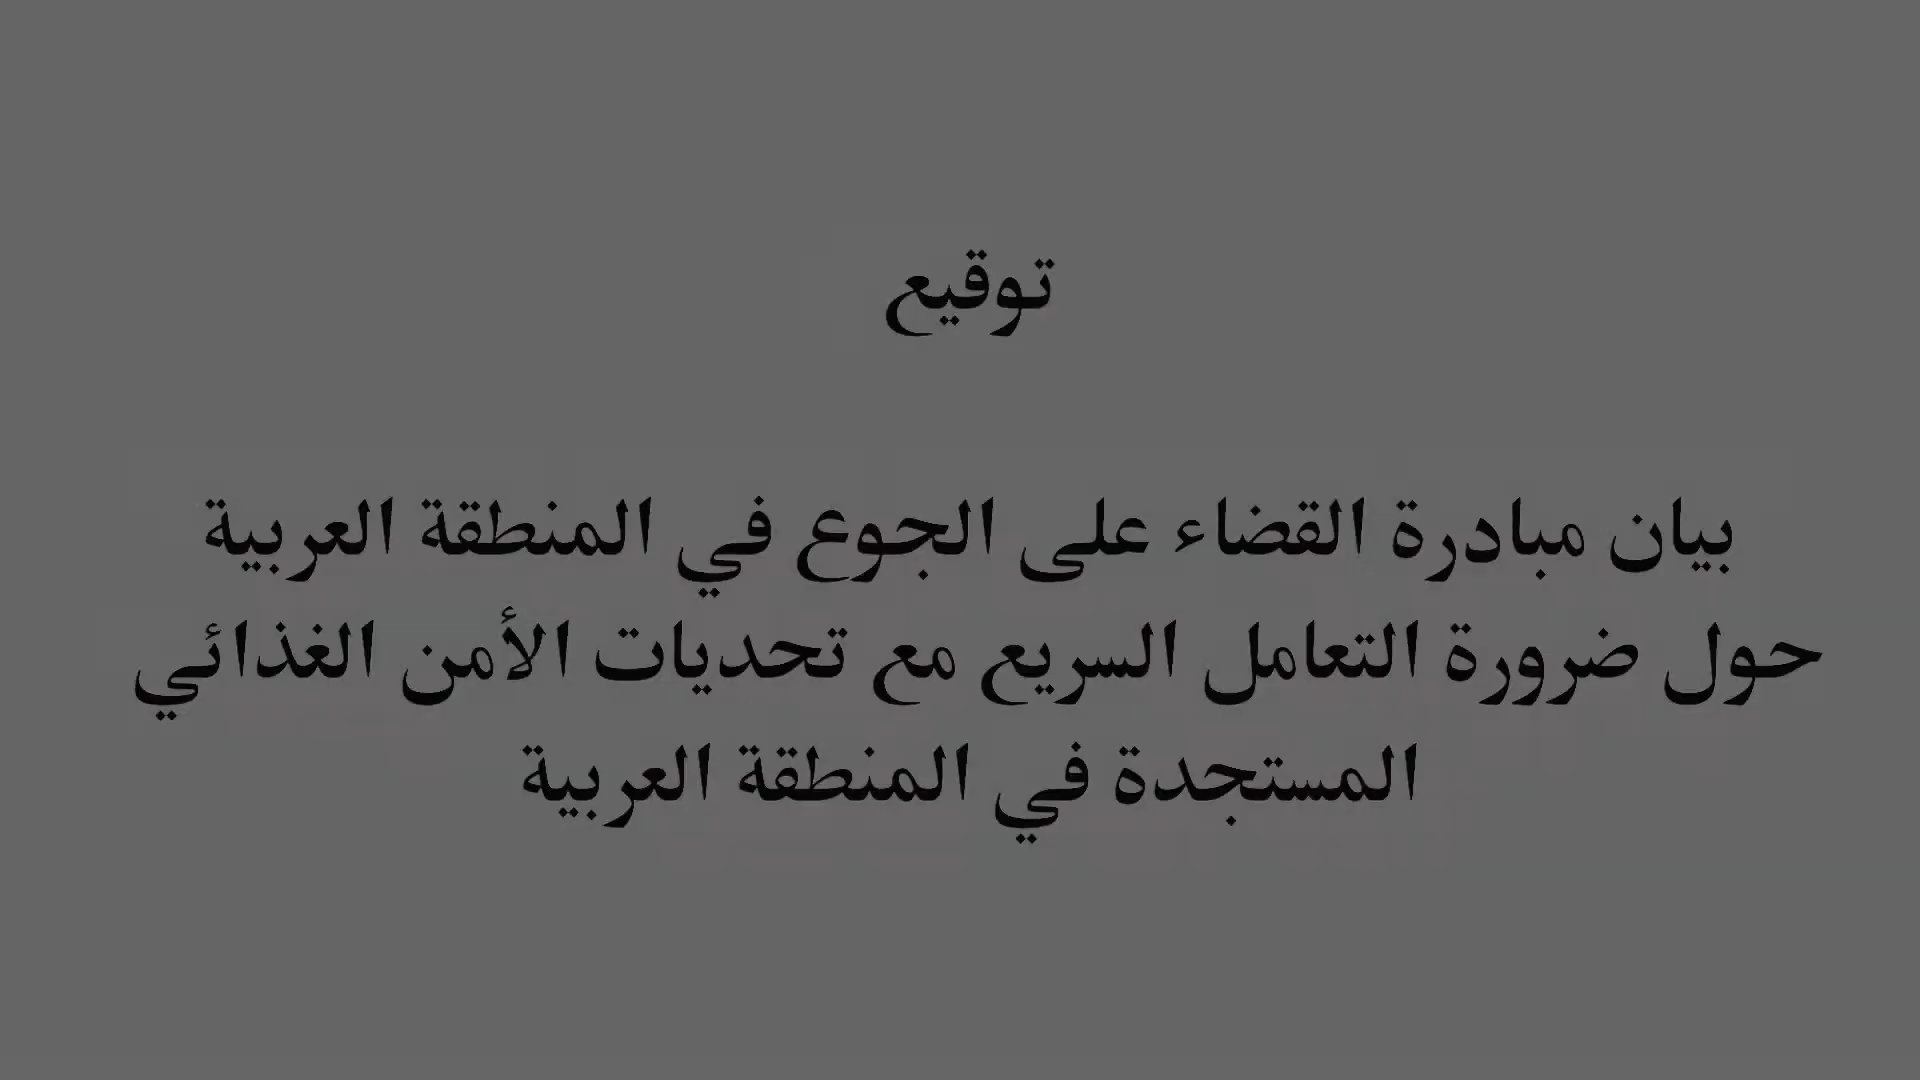 توقيع
بيان مبادرة القضاء على الجوع في المنطقة العربية
حول ضرورة التعامل السريع مع تحديات الأمن الغذائي
المستجدة في المنطقة العربية